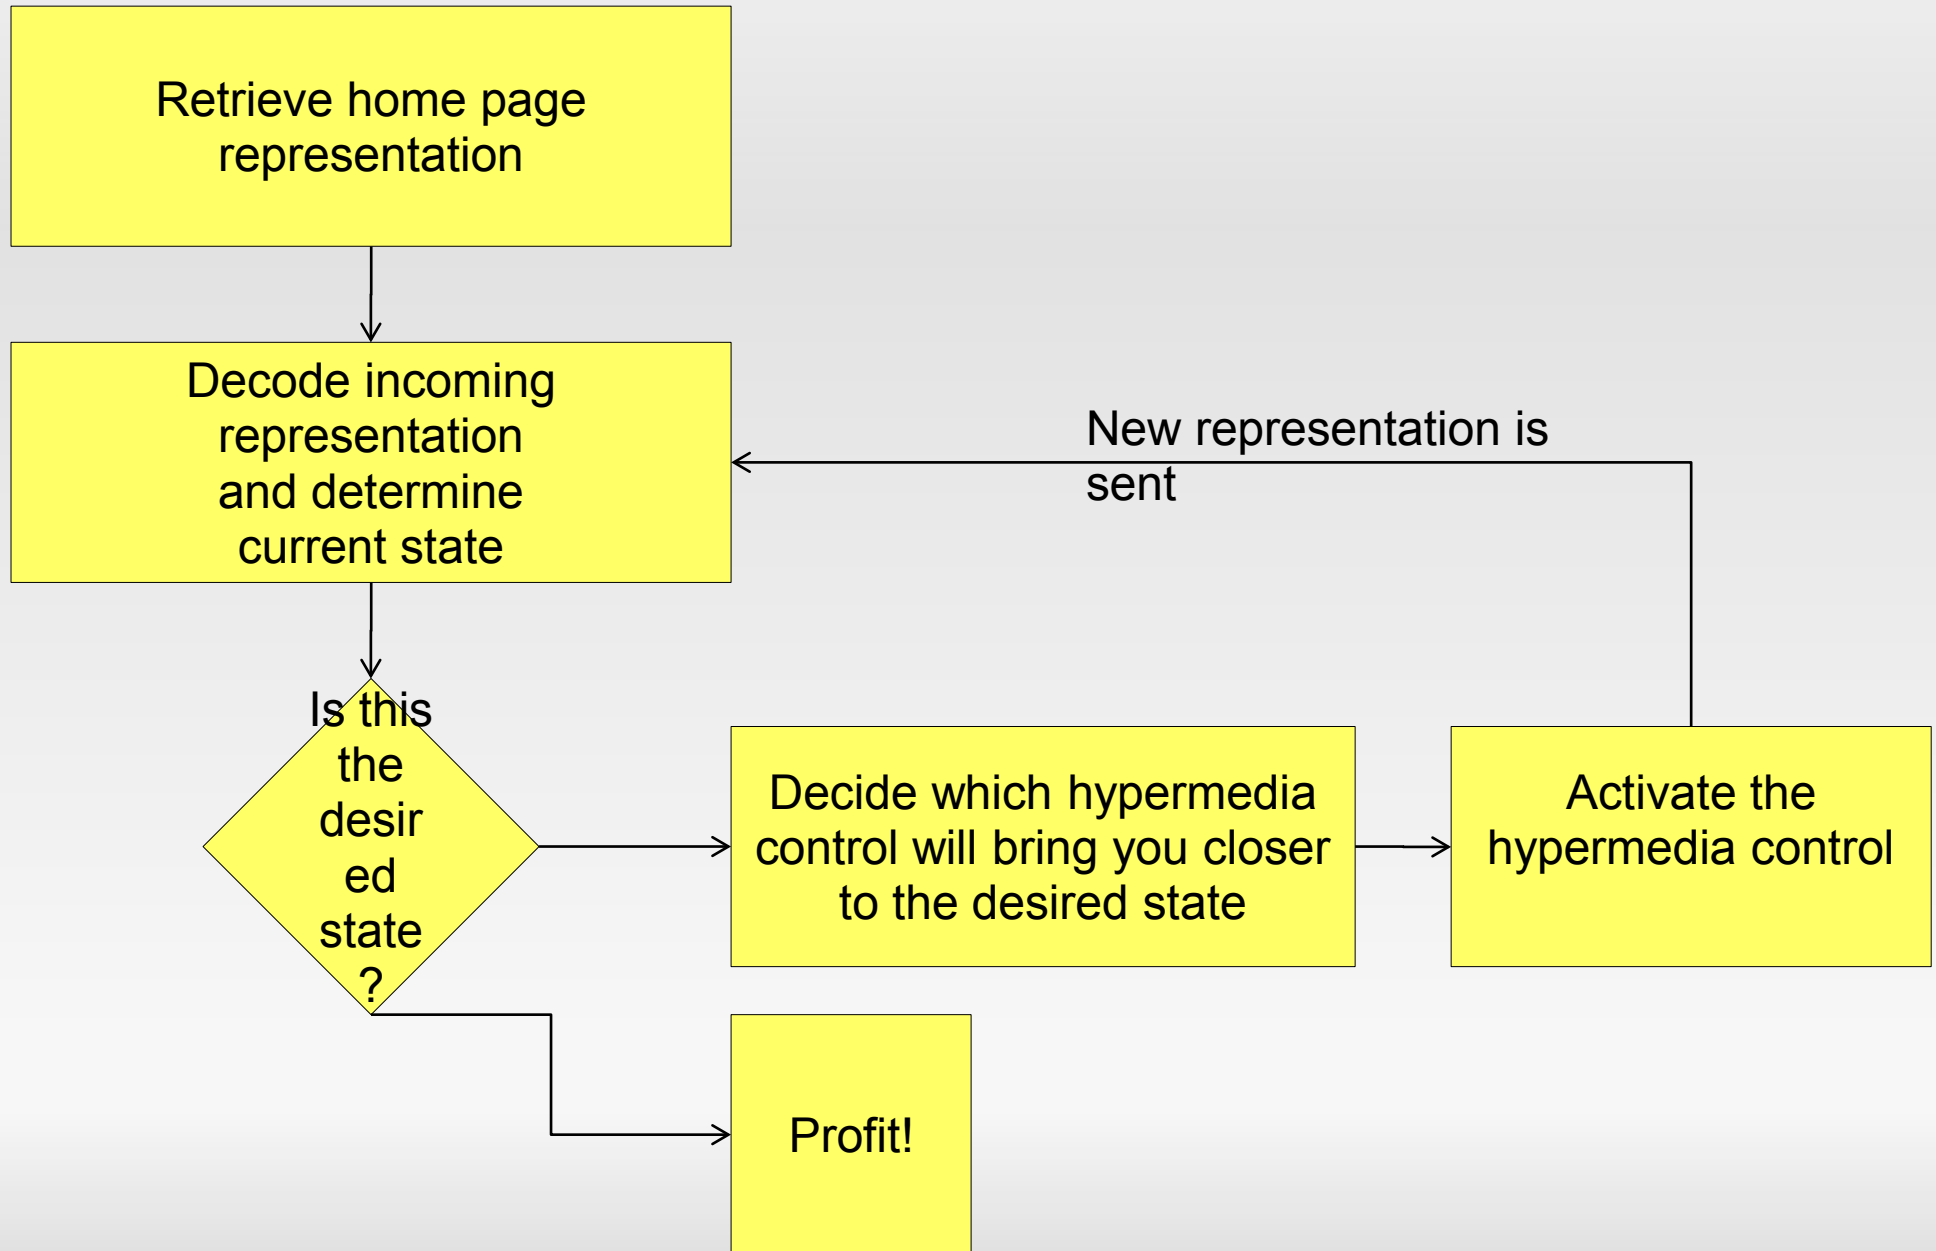 Retrieve home page
representation
Decode incoming
representation
and determine
current state
New representation is
sent
Is this
the
desir
ed
state
?
Decide which hypermedia
control will bring you closer
to the desired state
Activate the
hypermedia control
Profit!